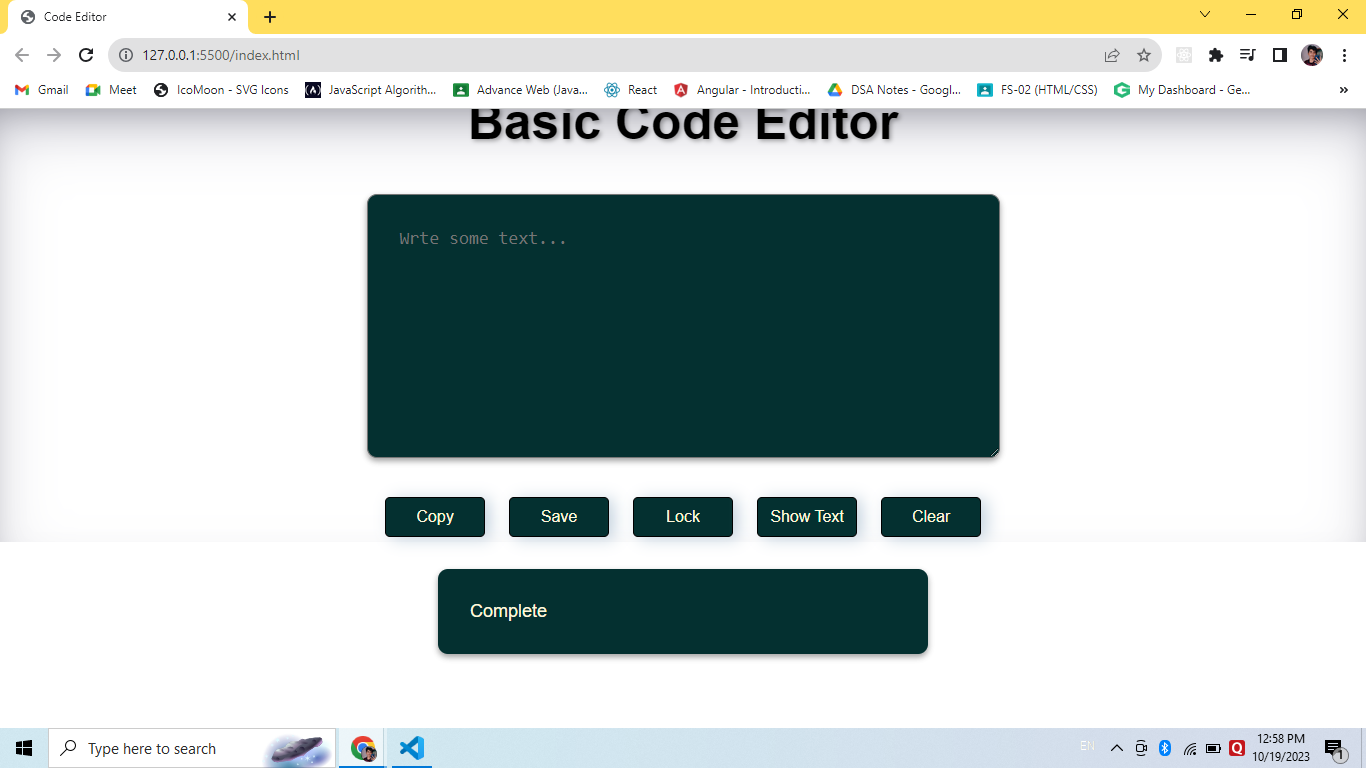 Code Editor
127.0.0.1:5500/index.html
Gmail
Meet
IcoMoon - SVG Icons
JavaScript Algorith...
Advance Web (Java...
React
Angular - Introducti...
DSA Notes - Googl...
FS-02 (HTML/CSS)
My Dashboard - Ge...
»
Basic Code Editor
Wrte some text...
Copy
Save
Lock
Show Text
Clear
Complete
Type here to search
EN
12:58 PM
10/19/2023
1